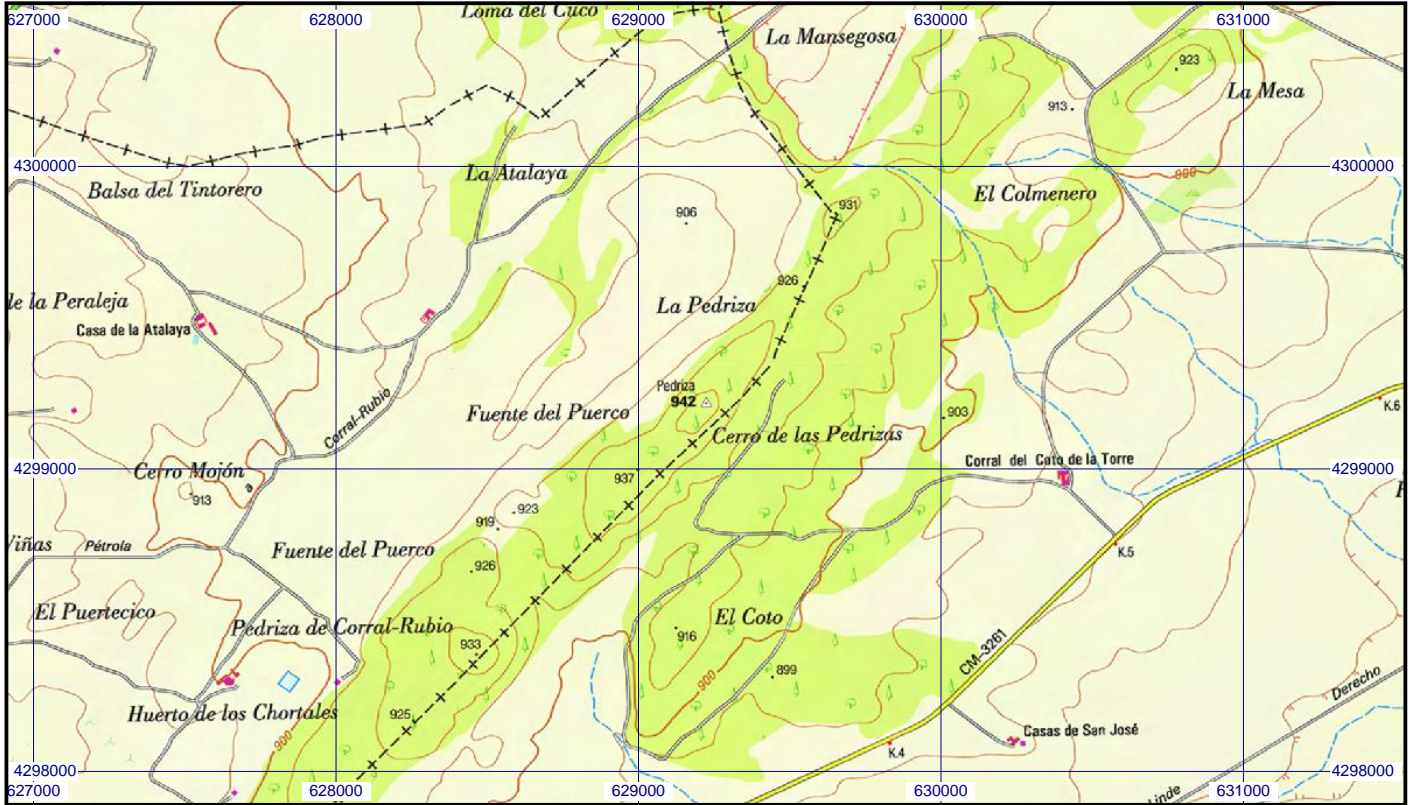 627000
628000
629000
630000
631000
Loma del Cuco
La Mansegosa
923
La Mesa
913
4300000
4300000
La Atalaya
Balsa del Tintorero
900
El Colmenero
906
931
926
de la Peraleja
La Pedriza
Casa de la Atalaya
Pedriza
942
Corral-Rubio
Fuente del Puerco
903
K.6
Cerro de las Pedrizas
Corral del Coto de la Torre
4299000
4299000
Cerro Mojón
a
913
937
923
919
Viñas
Pétrola
Fuente del Puerco
926
K.5
El Puertecico
Pedriza de Corral-Rubio
El Coto
916
933
CM-3261
899
900
Derecho
Huerto de los Chortales
925
900
Casas de San José
K.4
4298000
4298000
Linde
627000
628000
629000
630000
631000